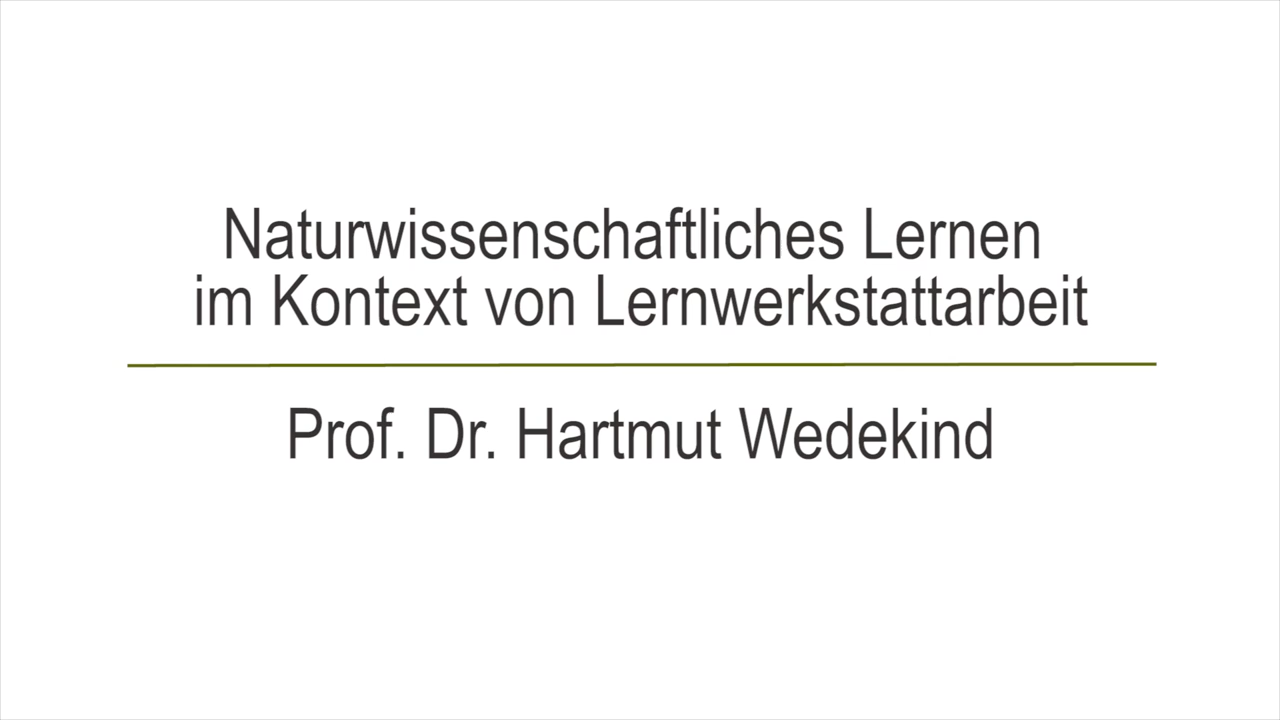 Naturwissenschaftliches Lernen
im Kontext von Lernwerkstattarbeit
Prof. Dr. Hartmut Wedekind